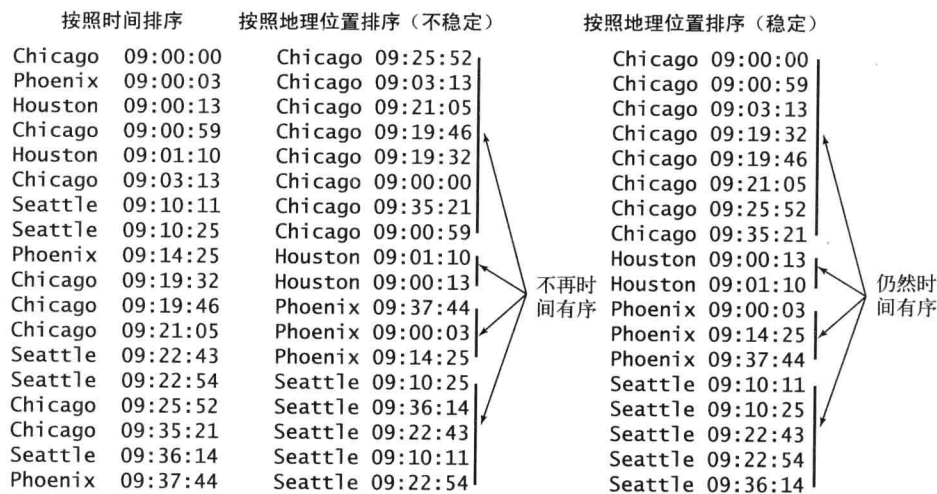 按照时间排序 按照地理位置排序（不稳定） 按照地理位置排序（稳定）
Chicago 09:00:00 Chicago 09:25:52 Chicago 09:00:00
Phoenix 09:00:03 Chicago 09:03:13 Chicago 09:00:59
Houston 09:00:13 Chicago 09:21:05 Chicago 09:03:13
Chicago 09:00:59 Chicago 09:19:46 Chicago 09:19:32
Houston 09:01:10 Chicago 09:19:32 Chicago 09:19:46
Chicago 09:03:13 Chicago 09:00:00 Chicago 09:21:05
Seattle 09:10:11 Chicago 09:35:21 Chicago 09:25:52
Seattle 09:10:25 Chicago 09:00:59 Chicago 09:35:21
Phoenix 09:14:25 Houston 09:01:10 Houston 09:00:13
Chicago 09:19:32 Houston 09:00:13 不再时 Houston 09:01:10 仍然时
Chicago 09:19:46 Phoenix 09:37:44 间有序 Phoenix 09:00:03 间有序
Chicago 09:21:05 Phoenix 09:00:03 Phoenix 09:14:25
Seattle 09:22:43 Phoenix 09:14:25 Phoenix 09:37:44
Seattle 09:22:54 Seattle 09:10:25 Seattle 09:10:11
Chicago 09:25:52 Seattle 09:36:14 Seattle 09:10:25
Chicago 09:35:21 Seattle 09:22:43 Seattle 09:22:43
Seattle 09:36:14 Seattle 09:10:11 Seattle 09:22:54
Phoenix 09:37:44 Seattle 09:22:54 Seattle 09:36:14